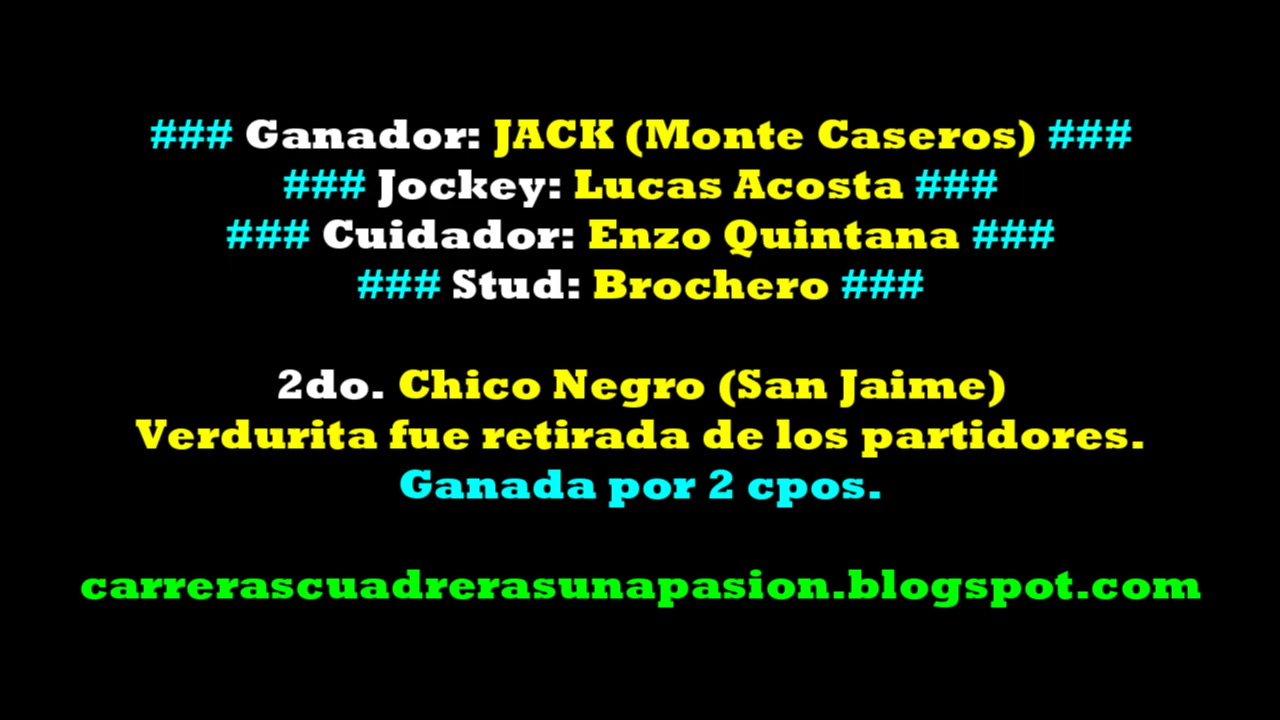 ### Ganador: JACK (Monte Caseros) ###
### Jockey: Lucas Acosta ###
### Cuidador: Enzo Quintana ###
### Stud: Brochero ###
2do. Chico Negro (San Jaime)
Verdurita fue retirada de los partidores.
Ganada por 2 cpos.
carrerascuadrerasunapasion.blogspot.com